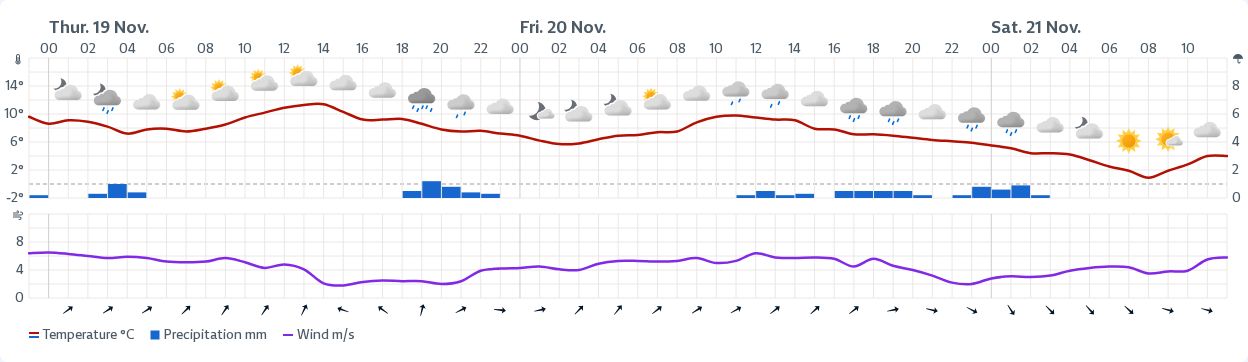 Thur. 19 Nov. Fri. 20 Nov. Sat. 21 Nov.
00 02 04 06 08 10 12 14 16 18 20 22 00 02 04 06 08 10 12 14 16 18 20 22 00 02 04 06 08 10
14° 8
10° 6
6° 4
2° 2
-2° 0
8
4
0
Temperature °C Precipitation mm Wind m/s